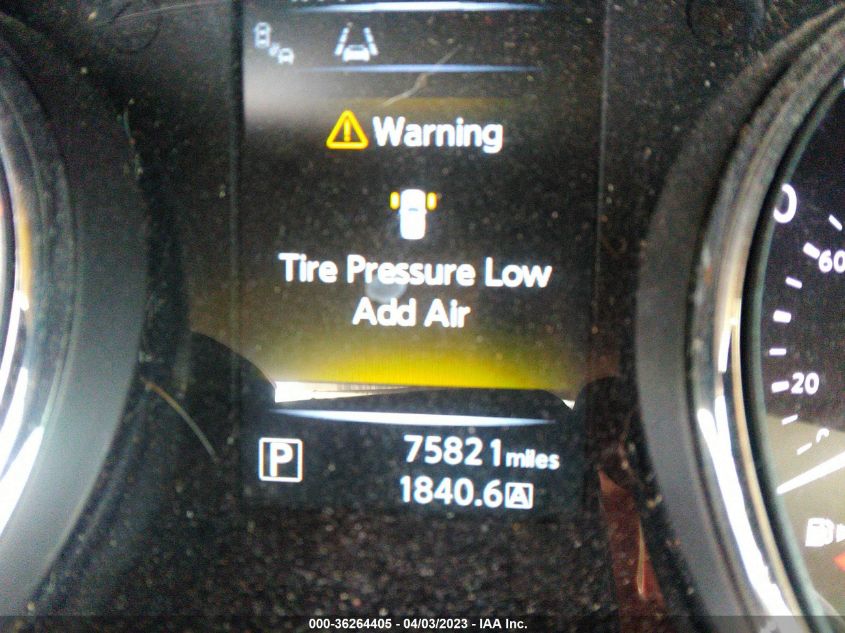 Warning
Tire Pressure Low
Add Air
0
60
20
P
75821 miles
1840.6 A
000-36264405 - 04/03/2023 - IAA Inc.